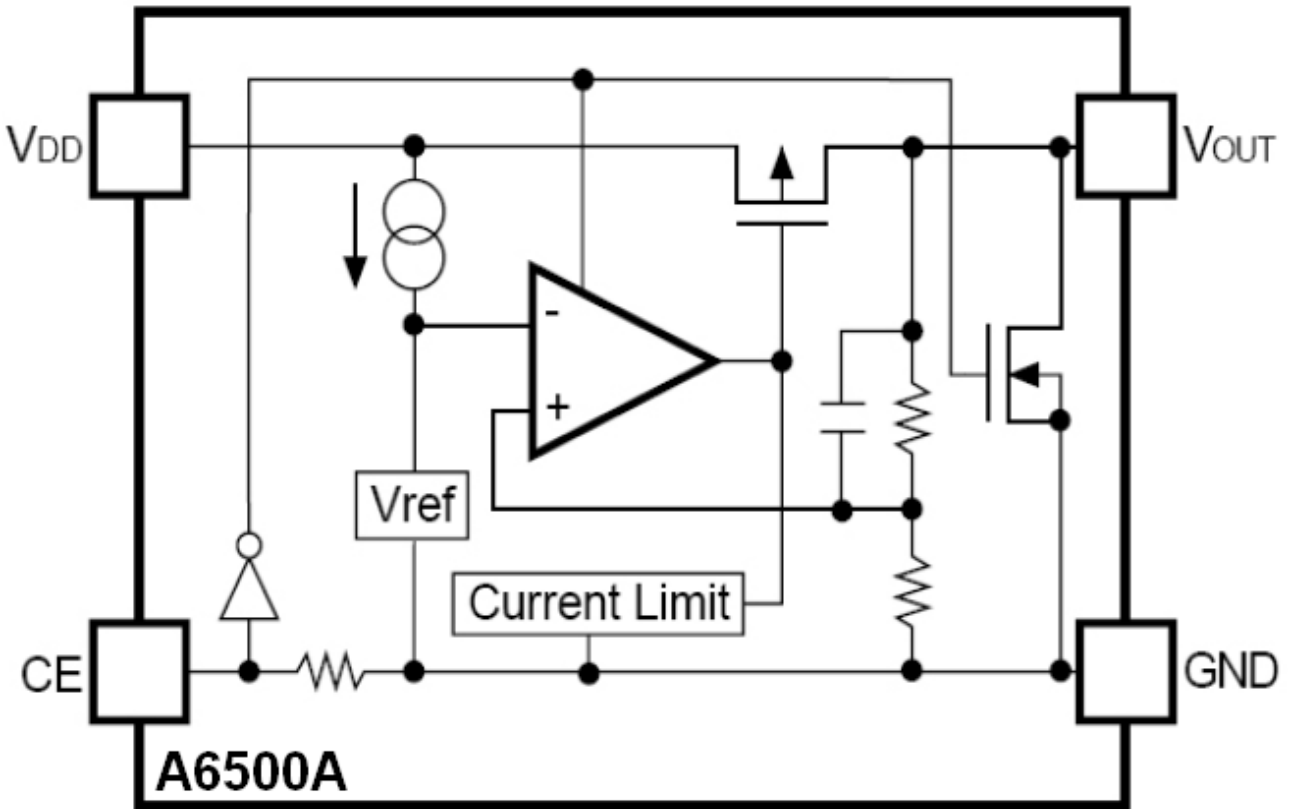 VDD
VOUT
-
+
Vref
Current Limit
CE
GND
A6500A